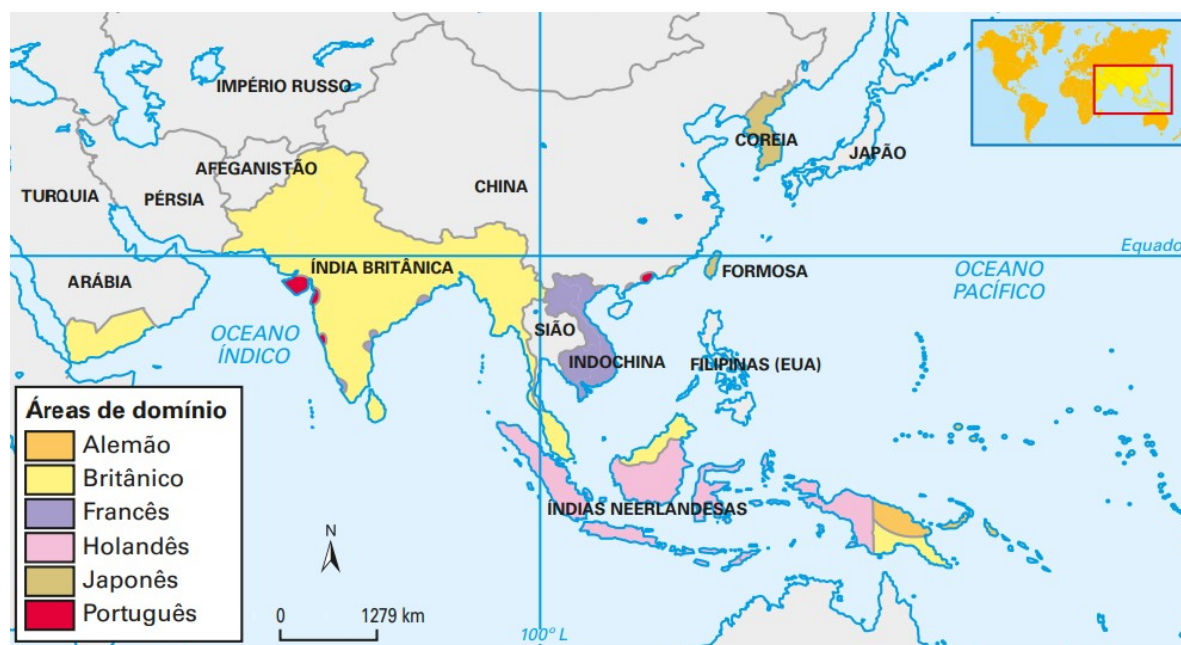 IMPÉRIO RUSSO
COREIA
JAPÃO
AFEGANISTÃO
TURQUIA
PÉRSIA
CHINA
Equado
ÍNDIA BRITÂNICA
FORMOSA
OCEANO
PACÍFICO
ARÁBIA
OCEANO
ÍNDICO
SIÃO
INDOCHINA
FILIPINAS (EUA)
Áreas de domínio
Alemão
Britânico
Francês
Holandês
Japonês
Português
ÍNDIAS NEERLANDESAS
N
0 1279 km
100° L